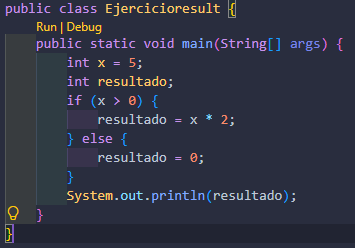 public class Ejercicioresult {
Run | Debug
public static void main(String[] args) {
int x = 5;
int resultado;
if (x > 0) {
resultado = x * 2;
} else {
resultado = 0;
}
System.out.println(resultado);
}
}